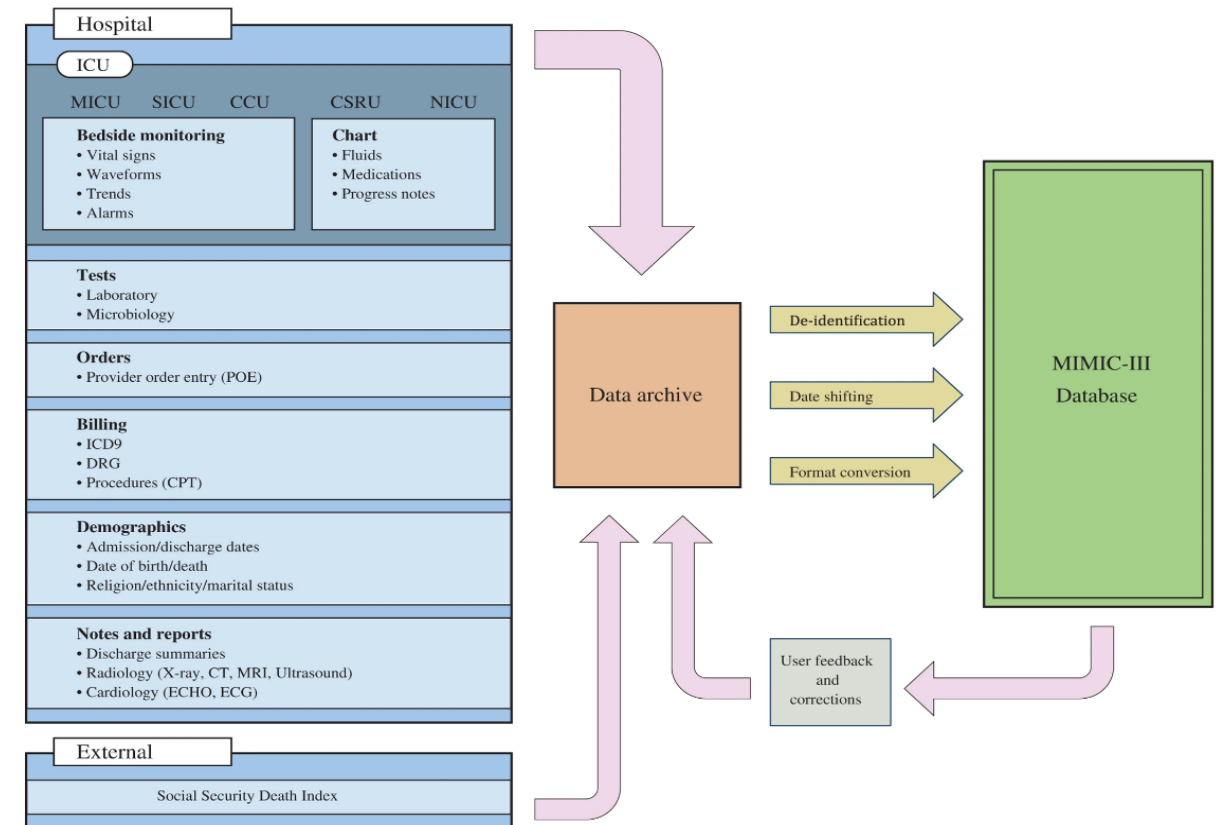 Hospital
ICU
MICU SICU CCU CSRU NICU
Bedside monitoring
• Vital signs
• Waveforms
• Trends
• Alarms
Chart
• Fluids
• Medications
• Progress notes
Tests
• Laboratory
• Microbiology
Orders
• Provider order entry (POE)
Billing
• ICD9
• DRG
• Procedures (CPT)
Demographics
• Admission/discharge dates
• Date of birth/death
• Religion/ethnicity/marital status
Notes and reports
• Discharge summaries
• Radiology (X-ray, CT, MRI, Ultrasound)
• Cardiology (ECHO, ECG)
External
Social Security Death Index
Data archive
De-identification
Date shifting
Format conversion
MIMIC-III
Database
User feedback
and
corrections